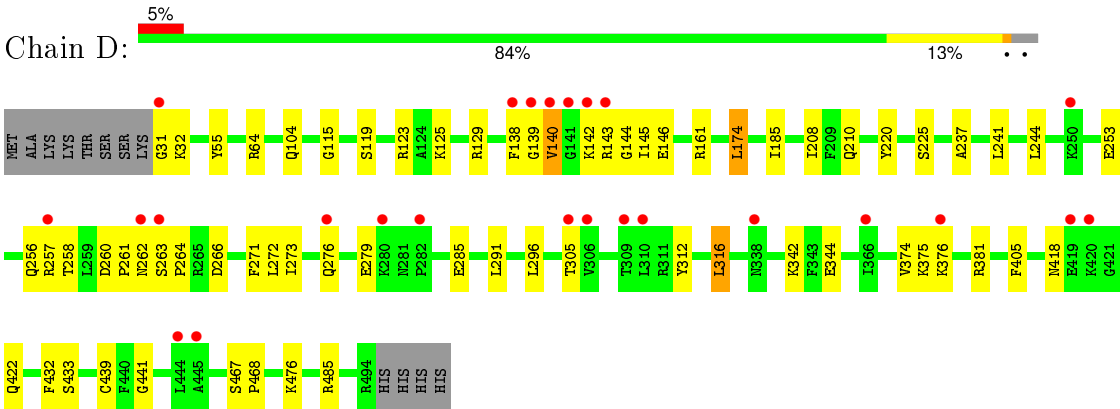 5%
Chain D:
84% 13% • •
MET ALA LYS LYS THR SER SER LYS G31 K32 Y55 R64 Q104 G115 S119 R123 A124 K125 R129 F138 G139 V140 G141 K142 R143 G144 I145 E146 R161 L174 I185 I208 F209 Q210 Y220 S225 A237 L241 L244 K250 E253
Q256 R257 T258 L259 D260 P261 N262 S263 P264 R265 D266 F271 L272 I273 Q276 E279 K280 N281 P282 E285 L291 L296 T305 V306 T309 L310 R311 Y312 L316 N338 K342 F343 E344 I366 V374 K375 K376 R381 F405 N418 E419 K420 G421
Q422 F432 S433 C439 F440 G441 L444 A445 S467 P468 K476 R485 R494 HIS HIS HIS HIS